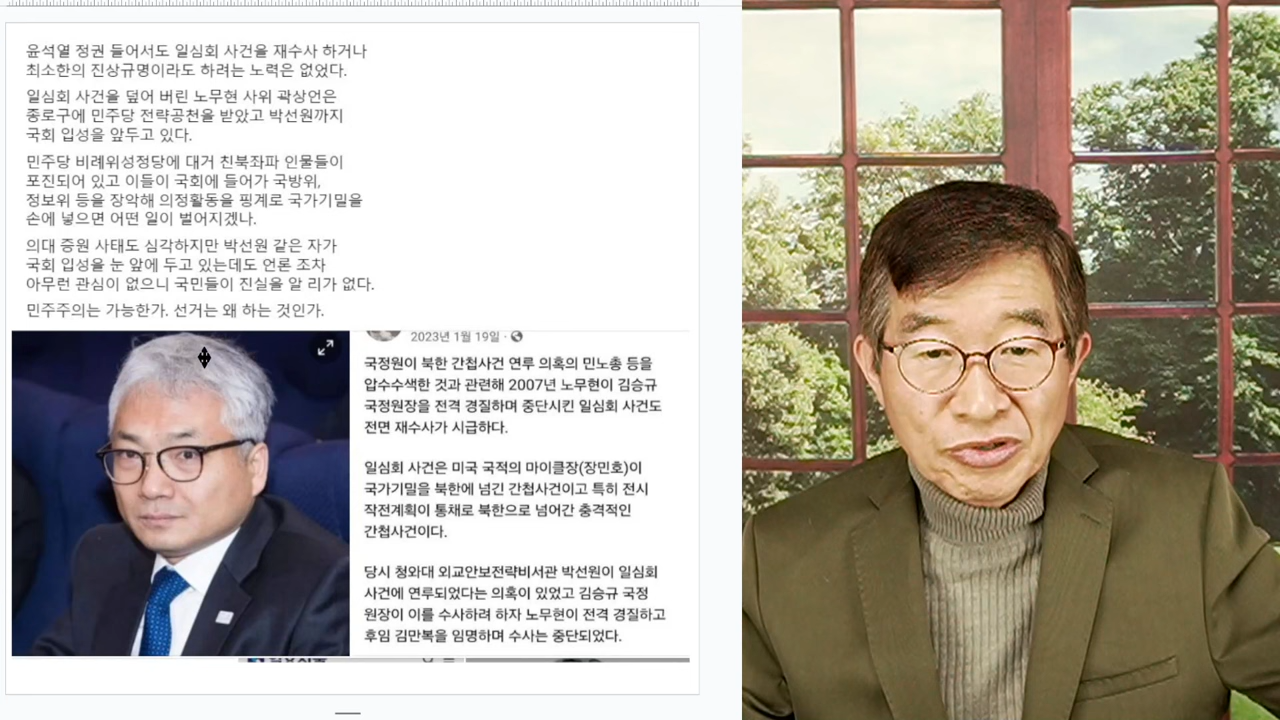 윤석열 정권 들어서도 일심회 사건을 재수사 하거나
최소한의 진상규명이라도 하려는 노력은 없었다.
일심회 사건을 덮어 버린 노무현 사위 곽상언은
종로구에 민주당 전략공천을 받았고 박선원까지
국회 입성을 앞두고 있다.
민주당 비례위성정당에 대거 친북좌파 인물들이
포진되어 있고 이들이 국회에 들어가 국방위,
정보위 등을 장악해 의정활동을 핑계로 국가기밀을
손에 넣으면 어떤 일이 벌어지겠나.
의대 증원 사태도 심각하지만 박선원 같은 자가
국회 입성을 눈 앞에 두고 있는데도 언론 조차
아무런 관심이 없으니 국민들이 진실을 알 리가 없다.
민주주의는 가능한가. 선거는 왜 하는 것인가.
2023년 1월 19일 ·
국정원이 북한 간첩사건 연루 의혹의 민노총 등을
압수수색한 것과 관련해 2007년 노무현이 김승규
국정원장을 전격 경질하며 중단시킨 일심회 사건도
전면 재수사가 시급하다.
일심회 사건은 미국 국적의 마이클장(장민호)이
국가기밀을 북한에 넘긴 간첩사건이고 특히 전시
작전계획이 통채로 북한으로 넘어간 충격적인
간첩사건이다.
당시 청와대 외교안보전략비서관 박선원이 일심회
사건에 연루되었다는 의혹이 있었고 김승규 국정
원장이 이를 수사하려 하자 노무현이 전격 경질하고
후임 김만복을 임명하며 수사는 중단되었다.